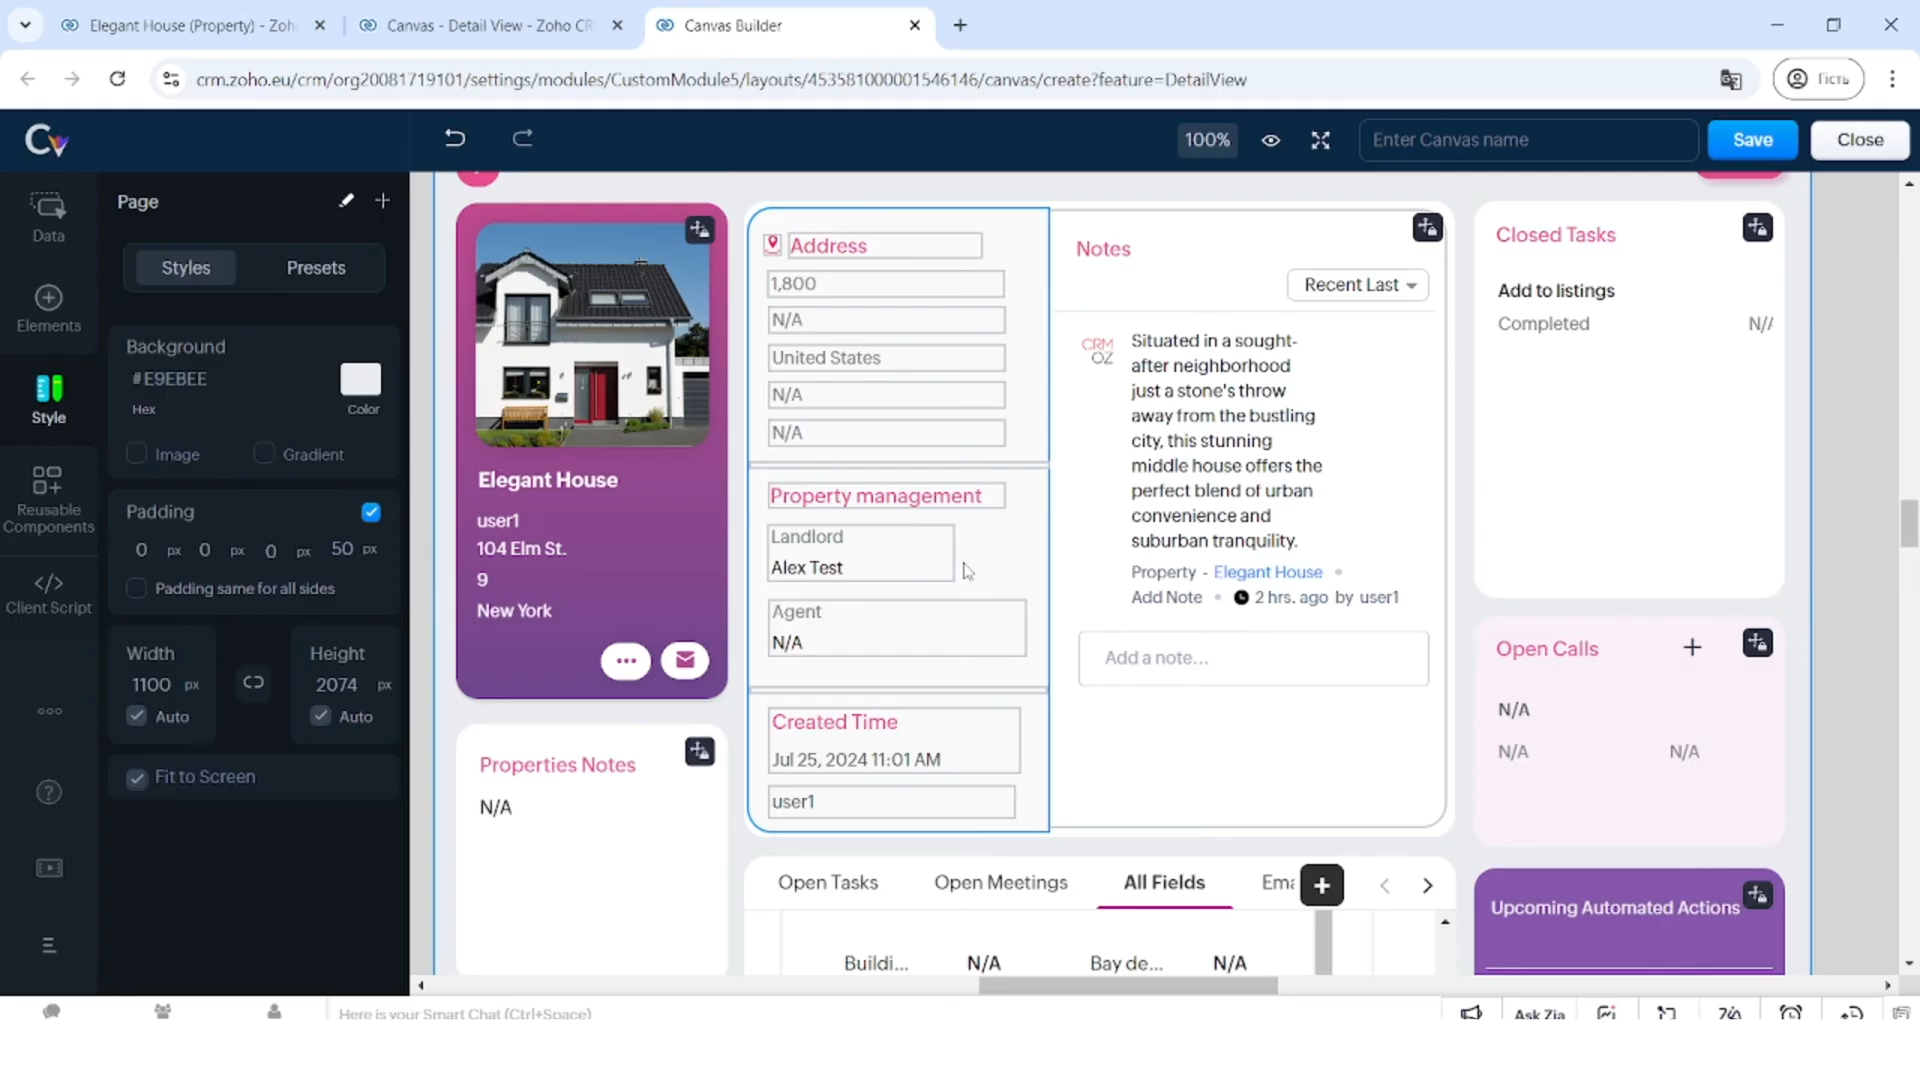 Elegant House (Property) - Zoh
Canvas - Detail View - Zoho CR
Canvas Builder
crm.zoho.eu/crm/org20081719101/settings/modules/CustomModule5/layouts/453581000001546146/canvas/create?feature=DetailView
Гість
100%
Enter Canvas name
Save
Close
Data
Elements
Style
Reusable
Components
Client Script
Page
Styles
Presets
Background
#E9EBEE
Hex
Color
Image
Gradient
Padding
0 px 0 px 0 px 50 px
Padding same for all sides
Width
Height
1100 px
2074 px
Auto
Auto
Fit to Screen
Elegant House
user1
104 Elm St.
9
New York
Properties Notes
N/A
Address
1,800
N/A
United States
N/A
N/A
Property management
Landlord
Alex Test
Agent
N/A
Created Time
Jul 25, 2024 11:01 AM
user1
Notes
Recent Last
CRM
OZ
Situated in a sought-
after neighborhood
just a stone's throw
away from the bustling
city, this stunning
middle house offers the
perfect blend of urban
convenience and
suburban tranquility.
Property - Elegant House
Add Note • 2 hrs. ago by user1
Add a note...
Closed Tasks
Add to listings
Completed
N/
Open Calls
N/A
N/A
N/A
Upcoming Automated Actions
Open Tasks
Open Meetings
All Fields
Ema
Buildi...
N/A
Bay de...
N/A
Here is your Smart Chat (Ctrl+Space)
Ask Zia